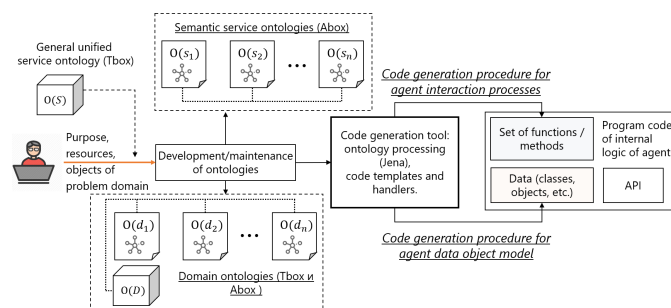 Semantic service ontologies (Abox)
O(s₁)
O(s₂)
•••
O(sₙ)
General unified
service ontology (Tbox)
O(S)
Purpose,
resources,
objects of
problem domain
Development/maintenance
of ontologies
O(d₁)
O(d₂)
•••
O(dₙ)
O(D)
Domain ontologies (Tbox и
Abox )
Code generation tool:
ontology processing
(Jena),
code templates and
handlers.
Code generation procedure for
agent interaction processes
Set of functions /
methods
Program code
of internal
logic of agent
Data (classes,
objects, etc.)
API
Code generation procedure for
agent data object model